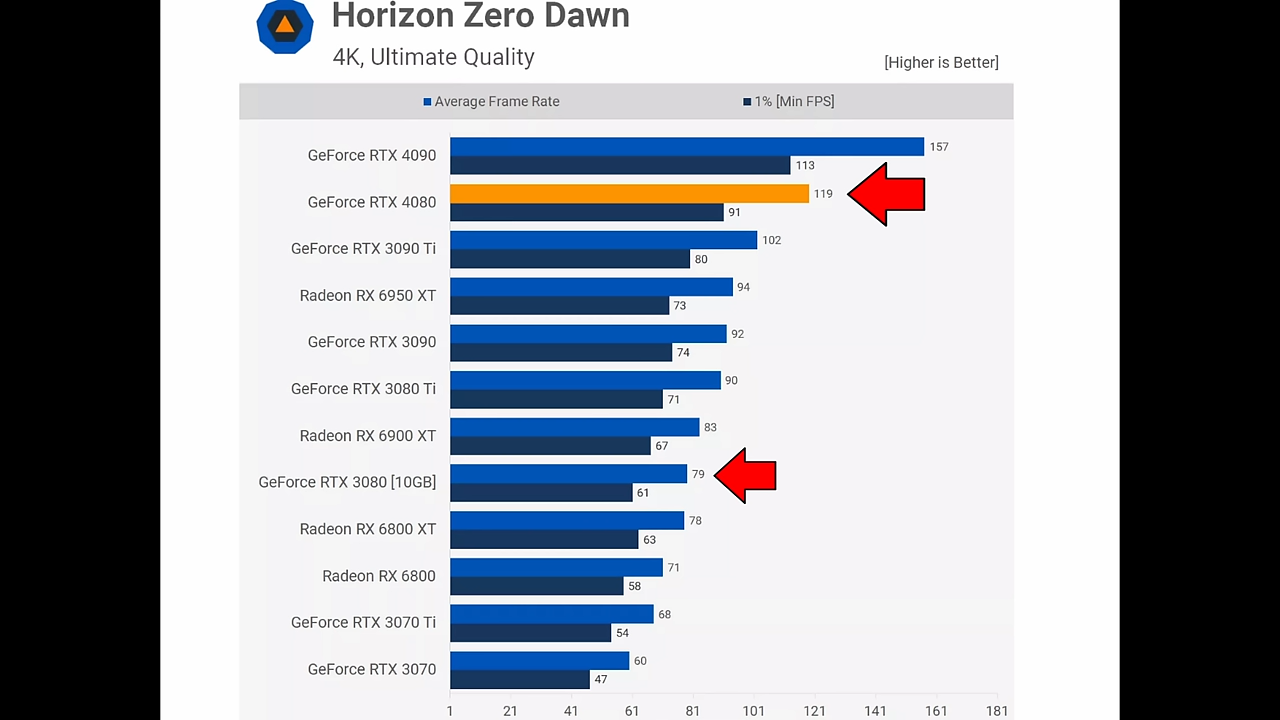 Horizon Zero Dawn
4K, Ultimate Quality
[Higher is Better]
Average Frame Rate 1% [Min FPS]
GeForce RTX 4090 157
113
GeForce RTX 4080 119
91
GeForce RTX 3090 Ti 102
80
Radeon RX 6950 XT 94
73
GeForce RTX 3090 92
74
GeForce RTX 3080 Ti 90
71
Radeon RX 6900 XT 83
67
GeForce RTX 3080 [10GB] 79
61
Radeon RX 6800 XT 78
63
Radeon RX 6800 71
58
GeForce RTX 3070 Ti 68
54
GeForce RTX 3070 60
47
1 21 41 61 81 101 121 141 161 181